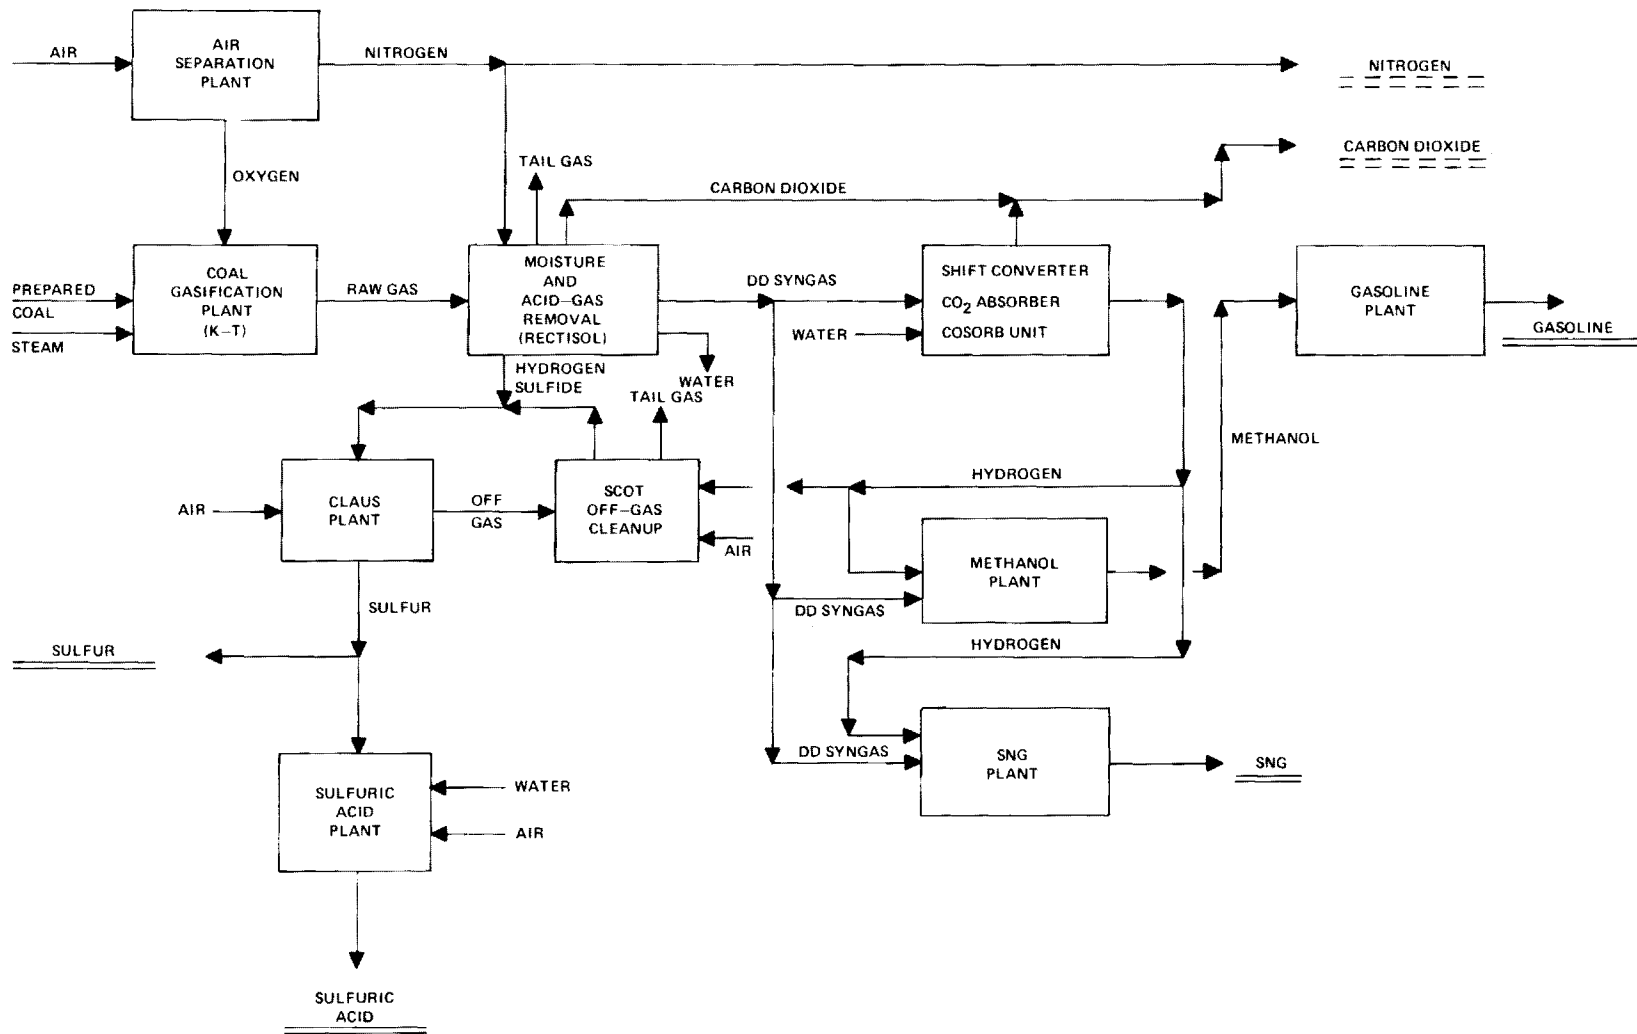 AIR
AIR
SEPARATION
PLANT
NITROGEN
NITROGEN
OXYGEN
TAIL GAS
CARBON DIOXIDE
CARBON DIOXIDE
PREPARED
COAL
STEAM
COAL
GASIFICATION
PLANT
(K-T)
RAW GAS
MOISTURE
AND
ACID-GAS
REMOVAL
(RECTISOL)
DD SYNGAS
WATER
SHIFT CONVERTER
CO2 ABSORBER
COSORB UNIT
GASOLINE
PLANT
GASOLINE
HYDROGEN
SULFIDE
WATER
TAIL GAS
METHANOL
AIR
CLAUS
PLANT
OFF
GAS
SCOT
OFF-GAS
CLEANUP
AIR
HYDROGEN
METHANOL
PLANT
DD SYNGAS
SULFUR
SULFUR
HYDROGEN
DD SYNGAS
SNG
PLANT
SNG
SULFURIC
ACID
PLANT
WATER
AIR
SULFURIC
ACID